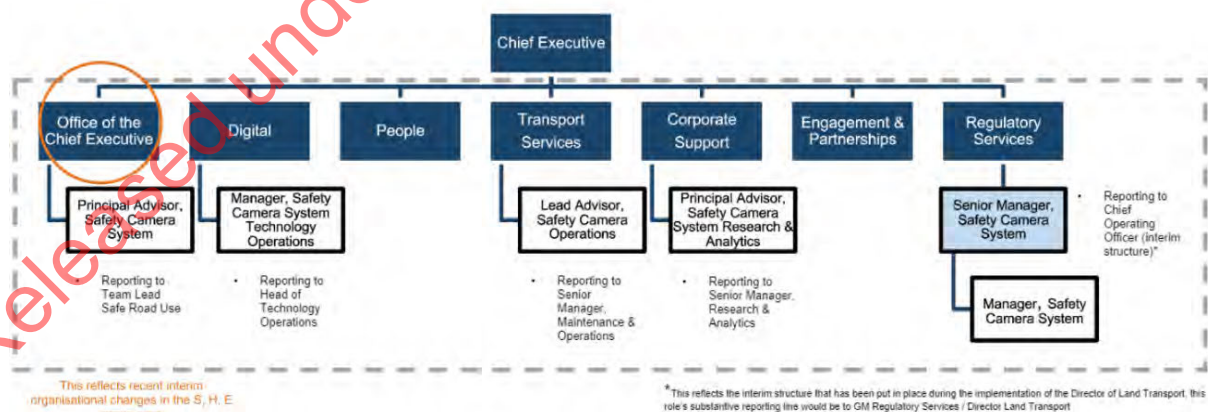 Released unde
Chief Executive
Office of the
Chief Executive
Digital
People
Transport
Services
Corporate
Support
Engagement &
Partnerships
Regulatory
Services
Principal Advisor,
Safety Camera
System
Manager, Safety
Camera System
Technology
Operations
Lead Advisor,
Safety Camera
Operations
Principal Advisor,
Safety Camera
System Research &
Analytics
Senior Manager,
Safety Camera
System
• Reporting to
Chief
Operating
Officer (interim
structure)*
• Reporting to
Team Lead
Safe Road Use
• Reporting to
Head of
Technology
Operations
• Reporting to
Senior
Manager,
Maintenance &
Operations
• Reporting to
Senior Manager,
Research &
Analytics
Manager, Safety
Camera System
This reflects recent interim
organisational changes in the S, H, E
*This reflects the interim structure that has been put in place during the implementation of the Director of Land Transport, this
role's substantive reporting line would be to GM Regulatory Services / Director Land Transport